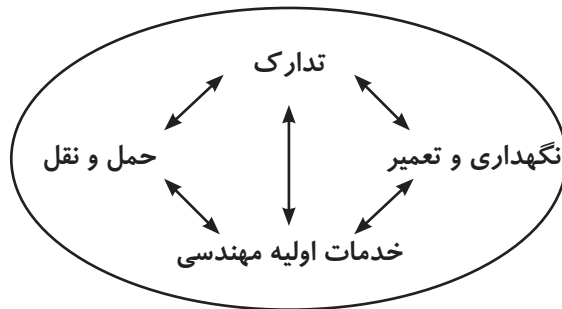 تدارک
نگهداری و تعمیر
حمل و نقل
خدمات اولیه مهندسی